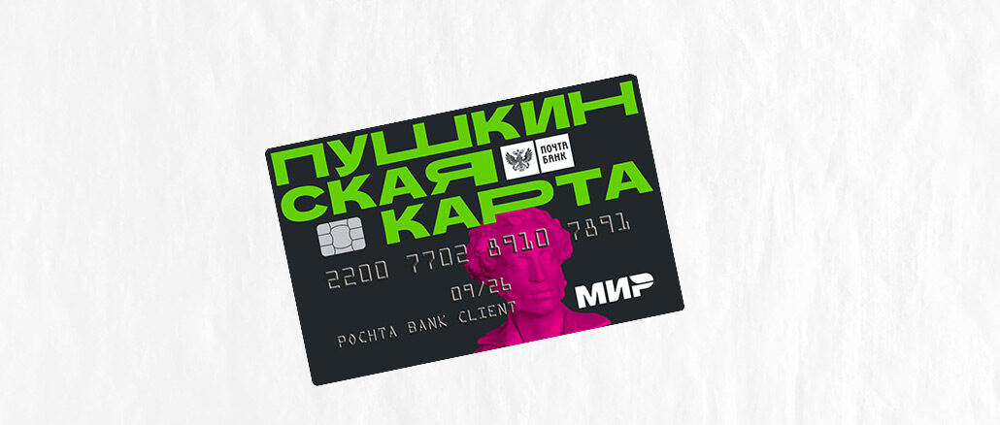 ПУШКИН
СКАЯ
ПОЧТА
БАНК
КАРТА
2200 7702 8910 7891
09/26
POCHTA BANK CLIENT
МИР